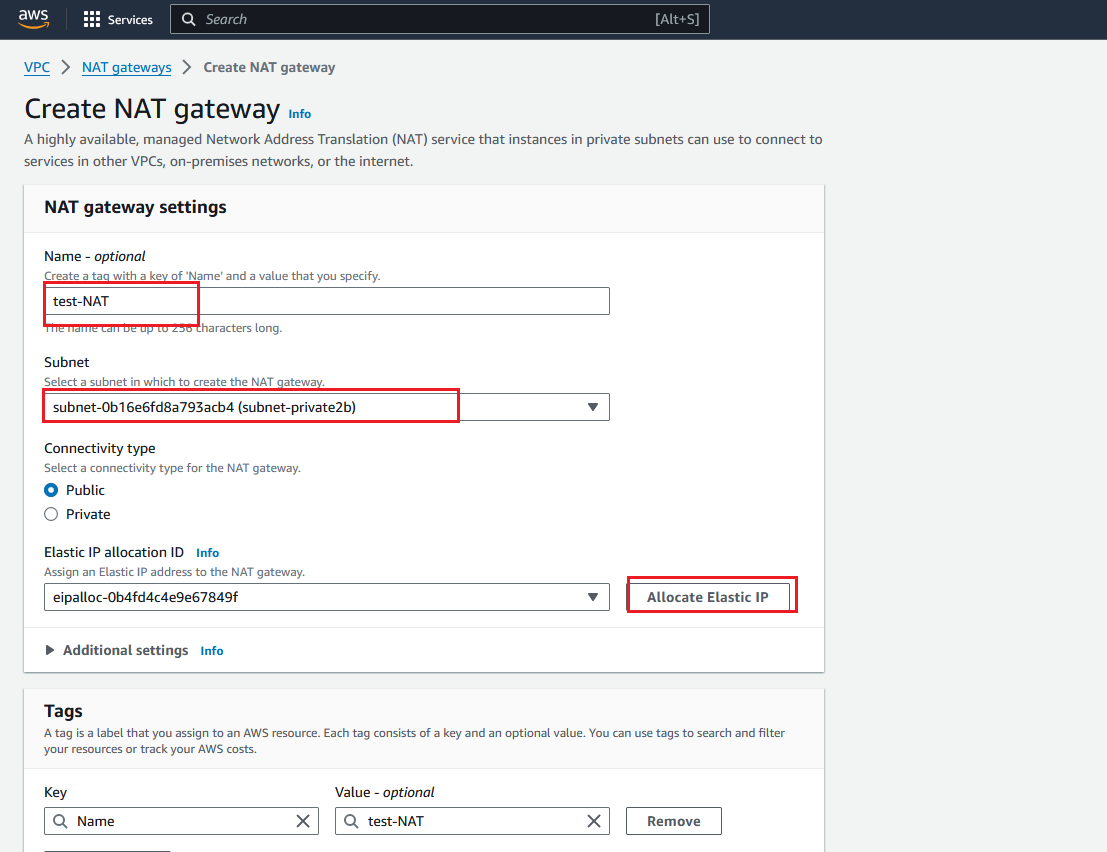 aws Services Search [Alt+S]
VPC > NAT gateways > Create NAT gateway
Create NAT gateway Info
A highly available, managed Network Address Translation (NAT) service that instances in private subnets can use to connect to
services in other VPCs, on-premises networks, or the internet.
NAT gateway settings
Name - optional
Create a tag with a key of 'Name' and a value that you specify.
test-NAT
The name can be up to 256 characters long.
Subnet
Select a subnet in which to create the NAT gateway.
subnet-0b16e6fd8a793acb4 (subnet-private2b)
Connectivity type
Select a connectivity type for the NAT gateway.
Public
Private
Elastic IP allocation ID Info
Assign an Elastic IP address to the NAT gateway.
eipalloc-0b4fd4c4e9e67849f Allocate Elastic IP
Additional settings Info
Tags
A tag is a label that you assign to an AWS resource. Each tag consists of a key and an optional value. You can use tags to search and filter
your resources or track your AWS costs.
Key Value - optional
Name test-NAT Remove